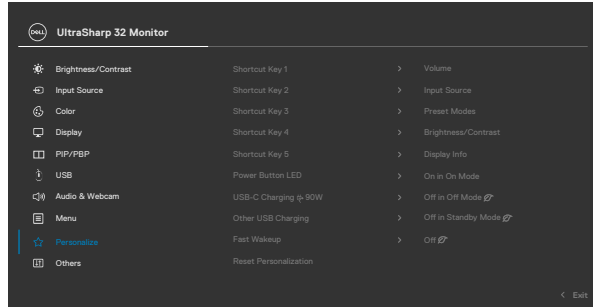 DELL UltraSharp 32 Monitor
Brightness/Contrast Shortcut Key 1 > Volume
Input Source Shortcut Key 2 > Input Source
Color Shortcut Key 3 > Preset Modes
Display Shortcut Key 4 > Brightness/Contrast
PIP/PBP Shortcut Key 5 > Display Info
USB Power Button LED > On in On Mode
Audio & Webcam USB-C Charging 90W > Off in Off Mode
Menu Other USB Charging > Off in Standby Mode
Personalize Fast Wakeup > Off
Others Reset Personalization
< Exit